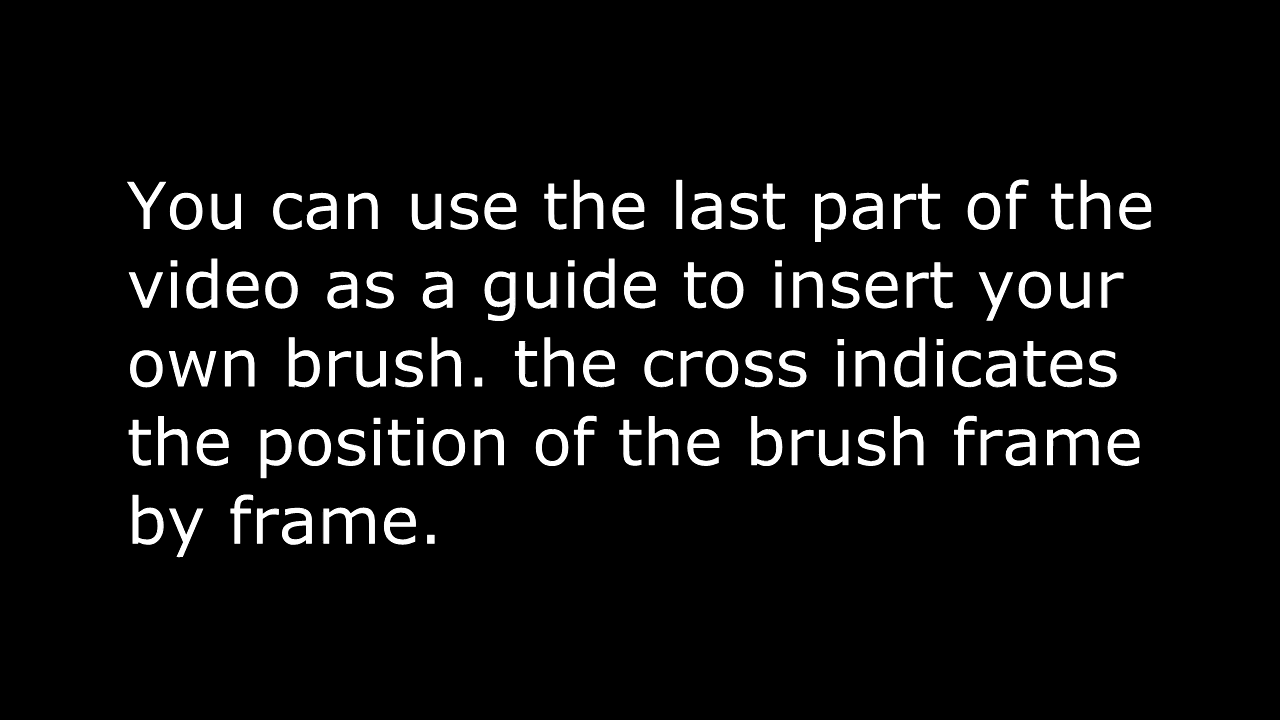 You can use the last part of the
video as a guide to insert your
own brush. the cross indicates
the position of the brush frame
by frame.